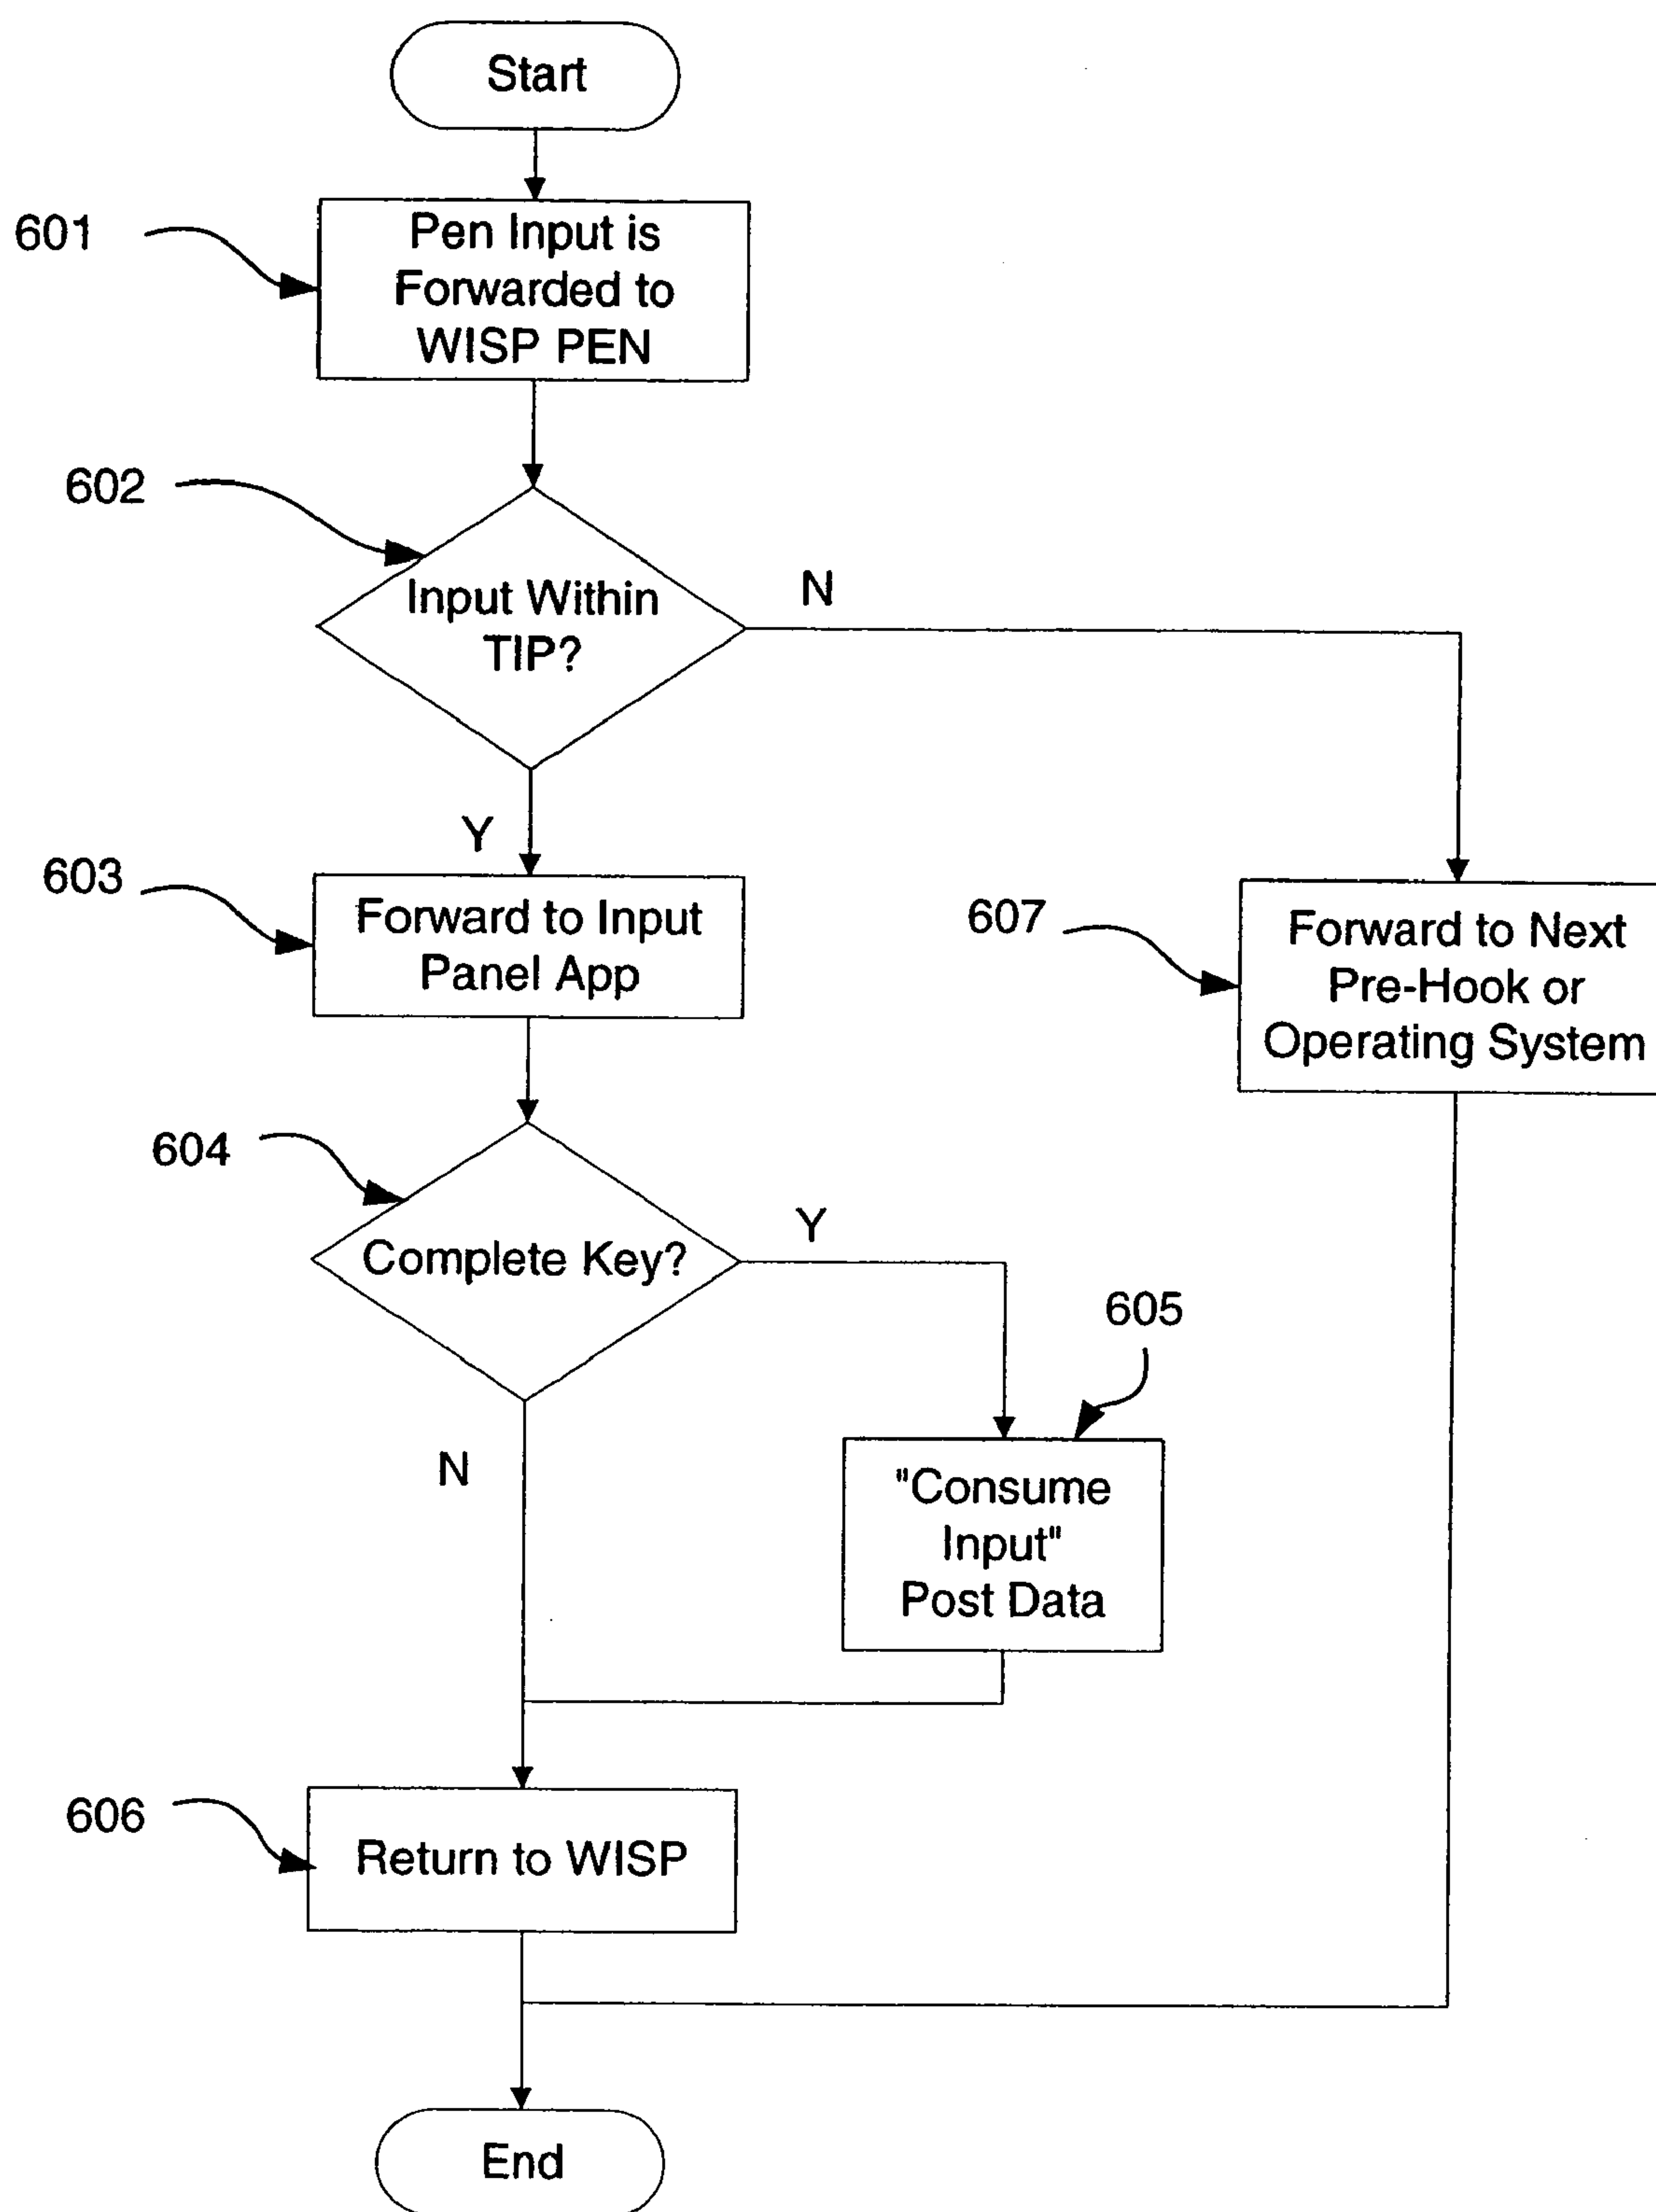 Start
601
Pen Input is
Forwarded to
WISP PEN
602
Input Within
TIP?
N
Y
603
Forward to Input
Panel App
607
Forward to Next
Pre-Hook or
Operating System
604
Complete Key?
Y
605
N
"Consume
Input"
Post Data
606
Return to WISP
End